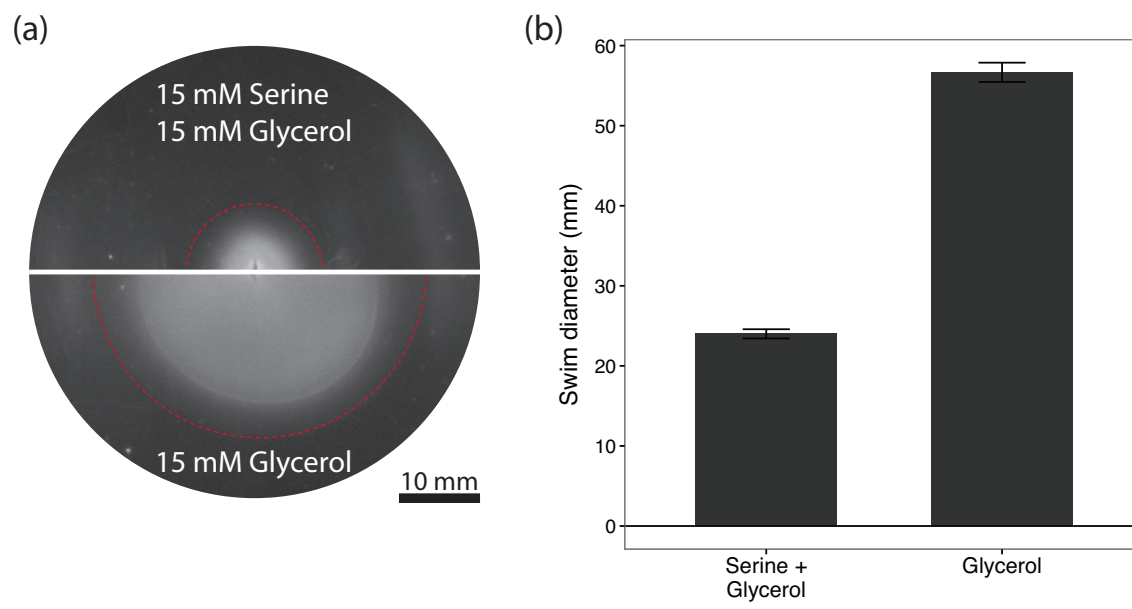 (a)
15 mM Serine
15 mM Glycerol
15 mM Glycerol
10 mm
(b)
Swim diameter (mm)
60
50
40
30
20
10
0
Serine +
Glycerol
Glycerol